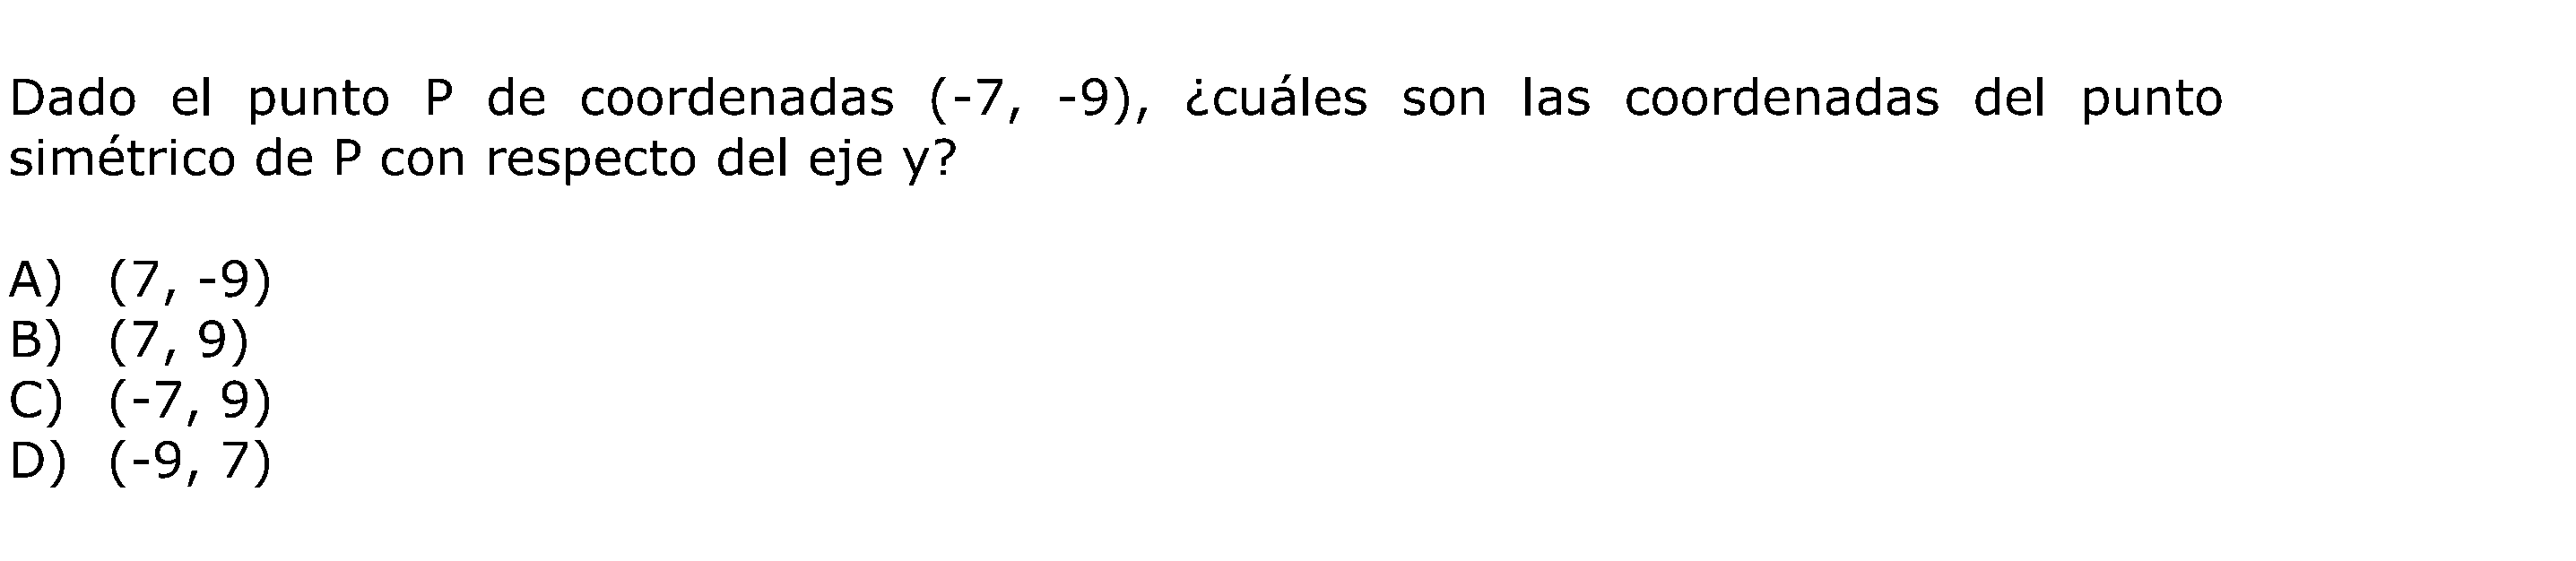 Dado el punto P de coordenadas (-7, -9), ¿cuáles son las coordenadas del punto
simétrico de P con respecto del eje y?
A) (7, -9)
B) (7, 9)
C) (-7, 9)
D) (-9, 7)